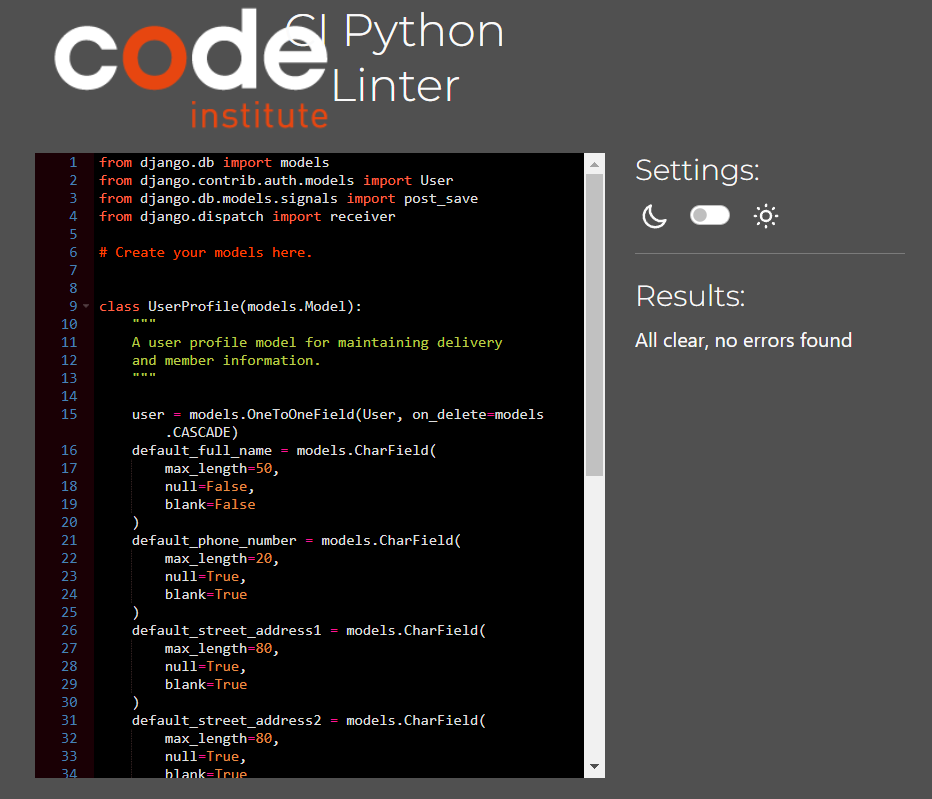 code
institute
CI Python
Linter
1 from django.db import models
2 from django.contrib.auth.models import User
3 from django.db.models.signals import post_save
4 from django.dispatch import receiver
5
6 # Create your models here.
7
8
9 class UserProfile(models.Model):
10 """
11 A user profile model for maintaining delivery
12 and member information.
13 """
14
15 user = models.OneToOneField(User, on_delete=models
.CASCADE)
16 default_full_name = models.CharField(
17 max_length=50,
18 null=False,
19 blank=False
20 )
21 default_phone_number = models.CharField(
22 max_length=20,
23 null=True,
24 blank=True
25 )
26 default_street_address1 = models.CharField(
27 max_length=80,
28 null=True,
29 blank=True
30 )
31 default_street_address2 = models.CharField(
32 max_length=80,
33 null=True,
34 blank=True
Settings:
Results:
All clear, no errors found